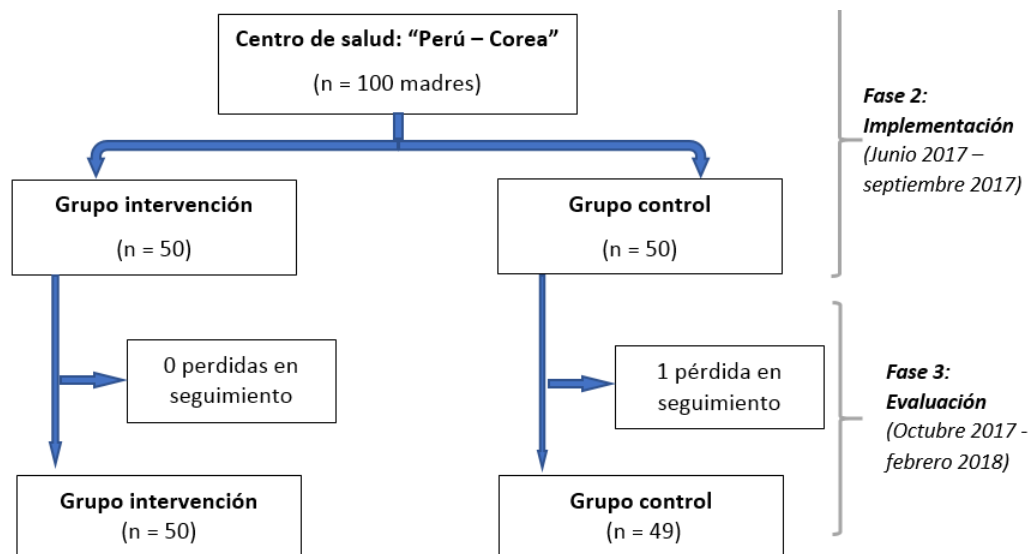 Centro de salud: “Perú – Corea”
(n = 100 madres)
Fase 2:
Implementación
(Junio 2017 –
septiembre 2017)
Grupo intervención
(n = 50)
Grupo control
(n = 50)
0 perdidas en
seguimiento
1 pérdida en
seguimiento
Fase 3:
Evaluación
(Octubre 2017 -
febrero 2018)
Grupo intervención
(n = 50)
Grupo control
(n = 49)